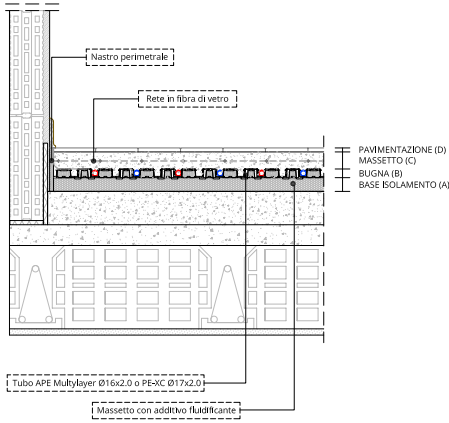 Nastro perimetrale
Rete in fibra di vetro
PAVIMENTAZIONE (D)
MASSETTO (C)
BUGNA (B)
BASE ISOLAMENTO (A)
Tubo APE Multylayer Ø16x2.0 o PE-XC Ø17x2.0
Massetto con additivo fluidificante